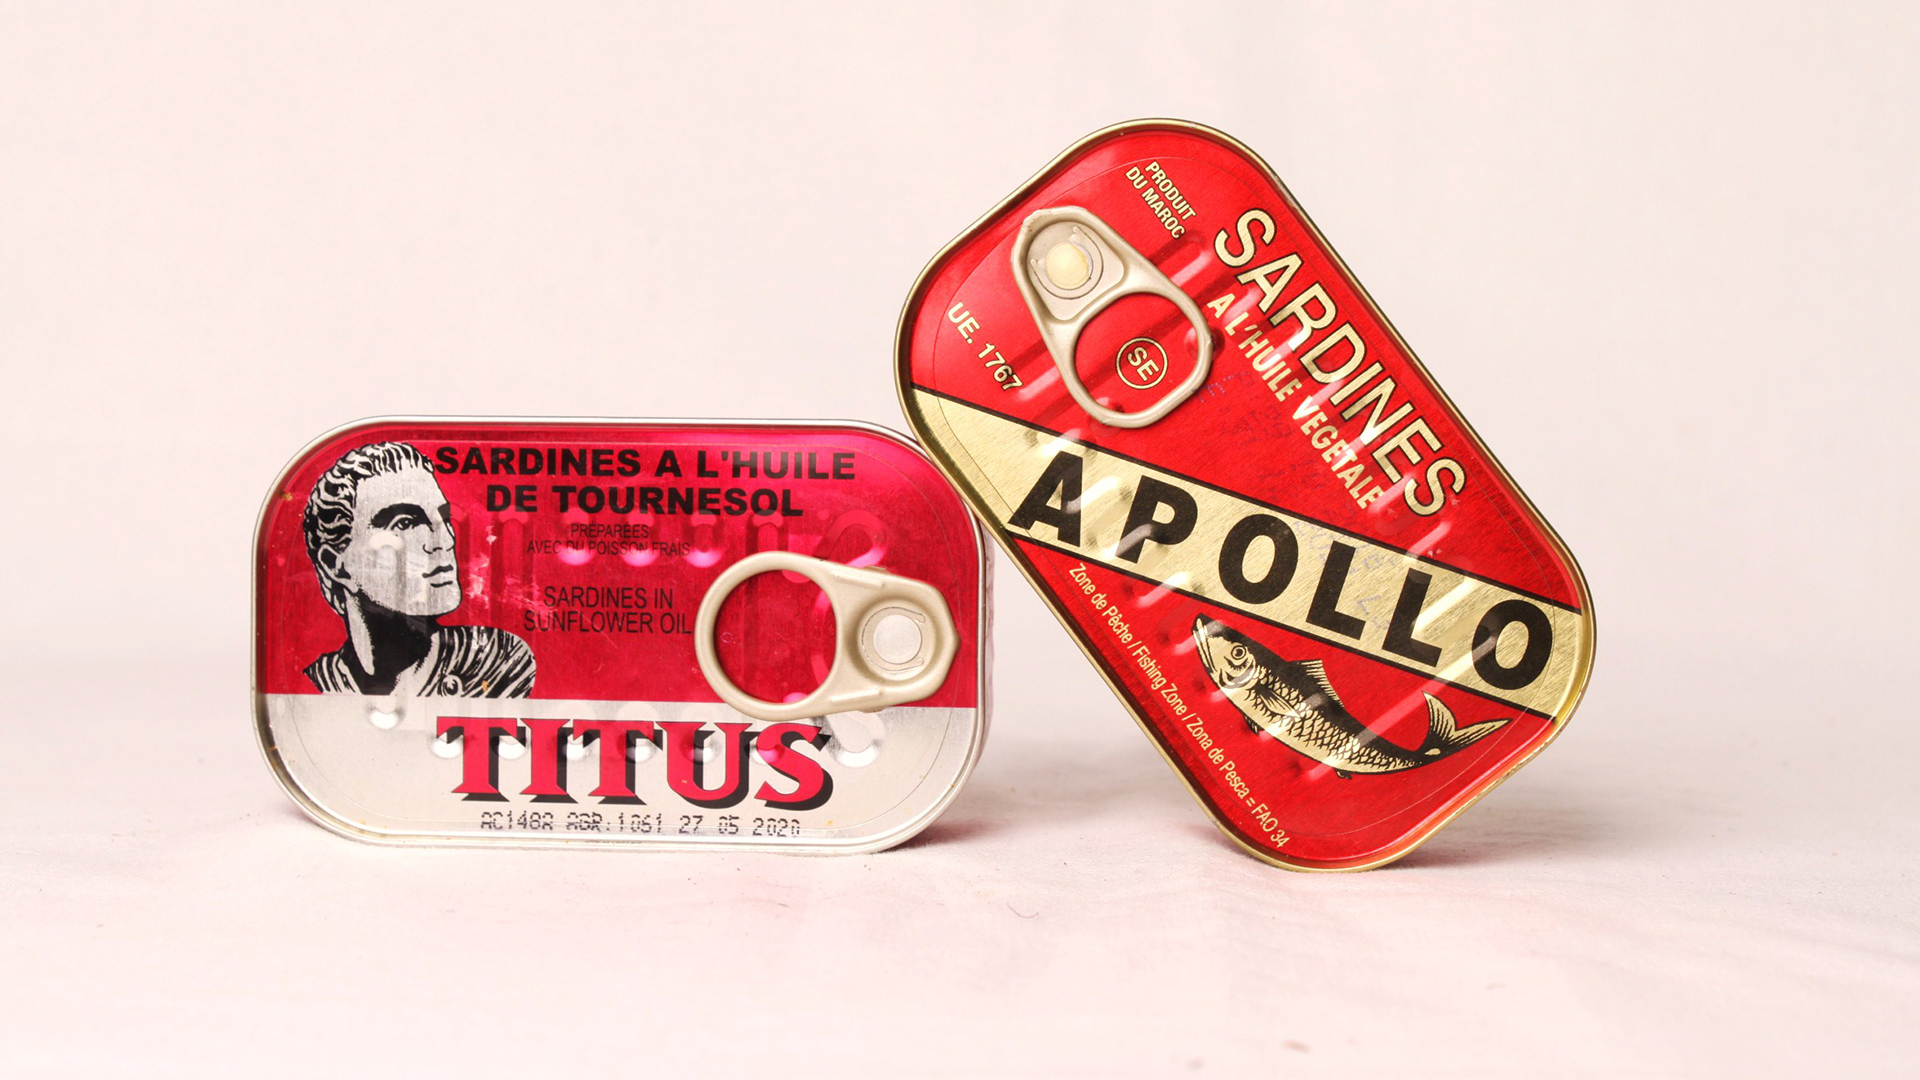 SARDINES A L'HUILE
DE TOURNESOL
PRÉPARÉES
AVEC DU POISSON FRAIS
SARDINES IN
SUNFLOWER OIL
TITUS
AC148A AGR:1061 27 05 2020
PRODUIT
DU MAROC
SARDINES
A L'HUILE VEGETALE
UE. 1767
SE
APOLLO
Zone de Pêche / Fishing Zone / Zona de Pesca = FAO 34